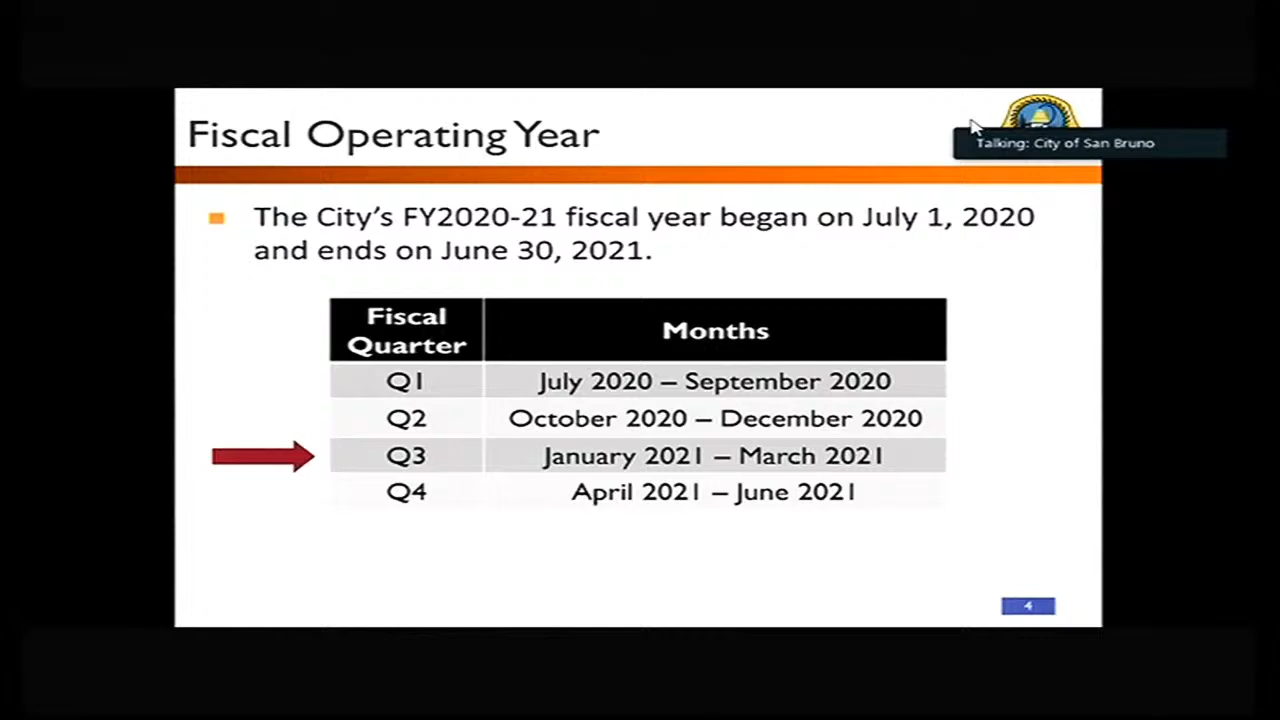 Fiscal Operating Year
Talking: City of San Bruno
The City's FY2020-21 fiscal year began on July 1, 2020
and ends on June 30, 2021.
Fiscal
Quarter
Months
Q1 July 2020 – September 2020
Q2 October 2020 – December 2020
Q3 January 2021 – March 2021
Q4 April 2021 – June 2021
4